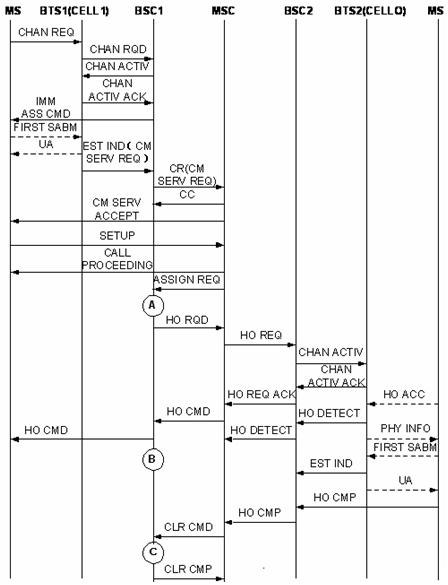 MS BTS1(CELL1) BSC1 MSC BSC2 BTS2(CELL0) MS
CHAN REQ
CHAN RQD
CHAN ACTIV
CHAN
ACTIV ACK
IMM
ASS CMD
FIRST SABM
UA
EST IND(CM
SERV REQ)
CR(CM
SERV REQ)
CC
CM SERV
ACCEPT
SETUP
CALL
PROCEEDING
ASSIGN REQ
A
HO RQD
HO REQ
CHAN ACTIV
CHAN
ACTIV ACK
HO REQ ACK
HO ACC
HO CMD
HO DETECT
HO CMD
HO DETECT
PHY INFO
FIRST SABM
B
EST IND
UA
HO CMP
HO CMP
CLR CMD
C
CLR CMP